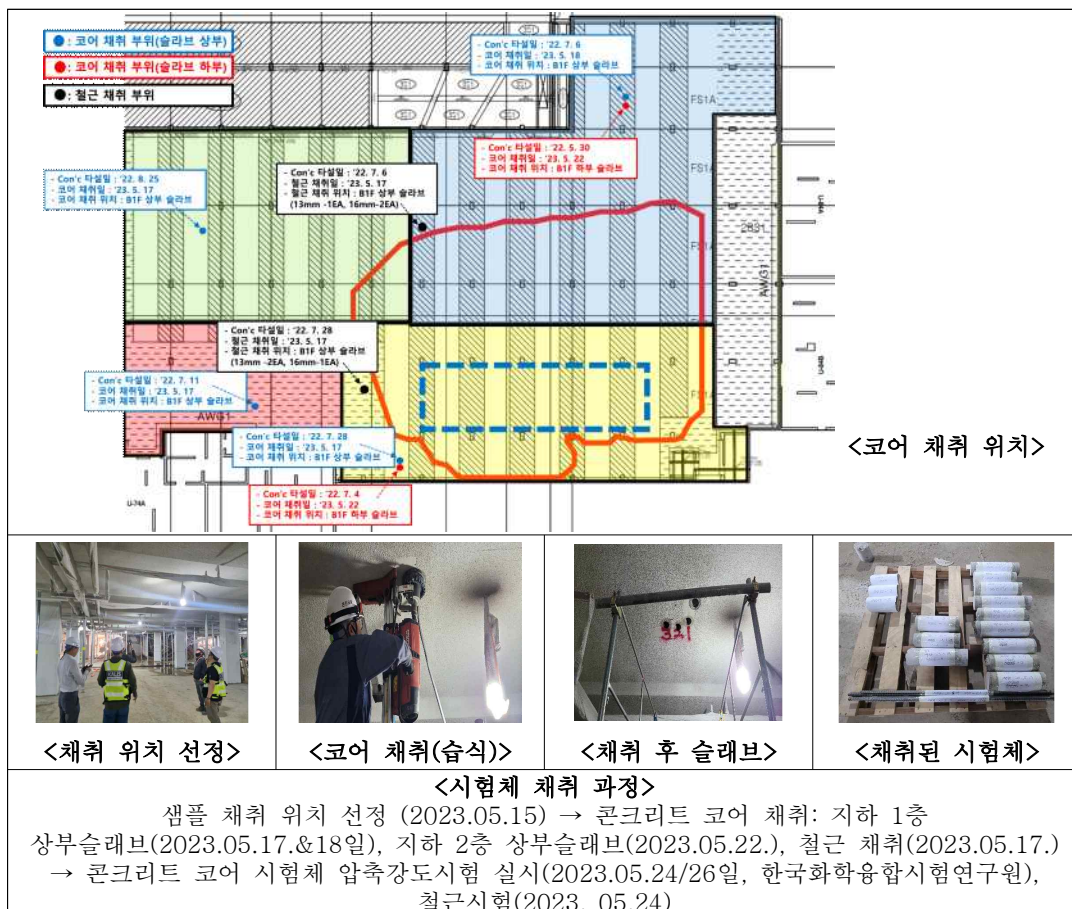 ● : 코어 채취 부위(슬라브 상부)
● : 코어 채취 부위(슬라브 하부)
● : 철근 채취 부위
- Con'c 타설일 : '22. 7. 6
- 코어 채취일 : '23. 5. 18
- 코어 채취 위치 : B1F 상부 슬라브
FS1A
- Con'c 타설일 : '22. 5. 30
- 코어 채취일 : '23. 5. 22
- 코어 채취 위치 : B1F 하부 슬라브
FS1A
- Con'c 타설일 : '22. 8. 25
- 코어 채취일 : '23. 5. 17
- 코어 채취 위치 : B1F 상부 슬라브
- Con'c 타설일 : '22. 7. 6
- 철근 채취일 : '23. 5. 17
- 철근 채취 위치 : B1F 상부 슬라브
(13mm -1EA, 16mm-2EA)
FS1A
AWG1
- Con'c 타설일 : '22. 7. 28
- 철근 채취일 : '23. 5. 17
- 철근 채취 위치 : B1F 상부 슬라브
(13mm -2EA, 16mm-1EA)
- Con'c 타설일 : '22. 7. 11
- 코어 채취일 : '23. 5. 17
- 코어 채취 위치 : B1F 상부 슬라브
AWG1
- Con'c 타설일 : '22. 7. 28
- 코어 채취일 : '23. 5. 17
- 코어 채취 위치 : B1F 상부 슬라브
<코어 채취 위치>
- Con'c 타설일 : '22. 7. 4
- 코어 채취일 : '23. 5. 22
- 코어 채취 위치 : B1F 하부 슬라브
U-74A
321
<채취 위치 선정>
<코어 채취(습식)>
<채취 후 슬래브>
<채취된 시험체>
<시험체 채취 과정>
샘플 채취 위치 선정 (2023.05.15) → 콘크리트 코어 채취: 지하 1층
상부슬래브(2023.05.17.&18일), 지하 2층 상부슬래브(2023.05.22.), 철근 채취(2023.05.17.)
→ 콘크리트 코어 시험체 압축강도시험 실시(2023.05.24/26일, 한국화학융합시험연구원),
철근시험(2023. 05.24)